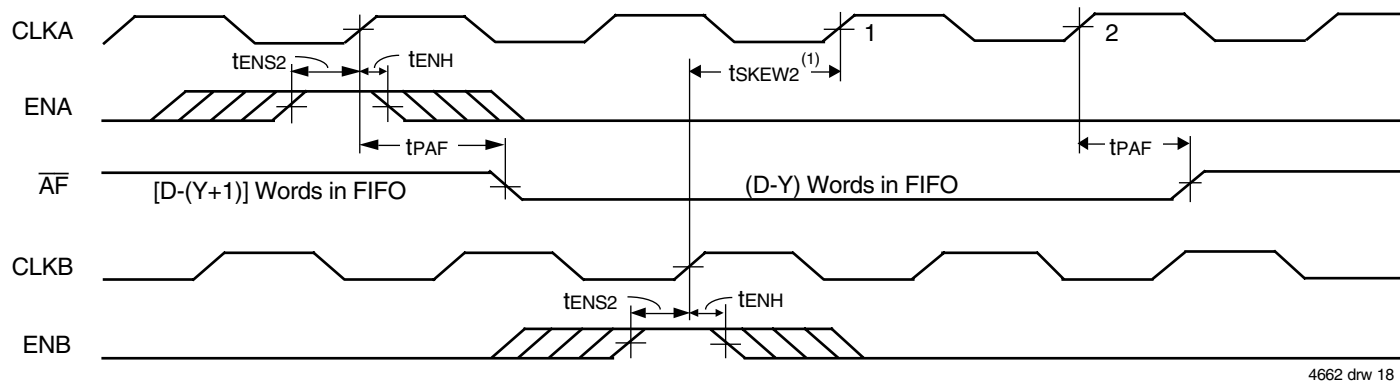 CLKA
1
2
tENS2
tENH
tSKEW2(1)
ENA
tPAF
tPAF
AF
[D-(Y+1)] Words in FIFO
(D-Y) Words in FIFO
CLKB
tENS2
tENH
ENB
4662 drw 18